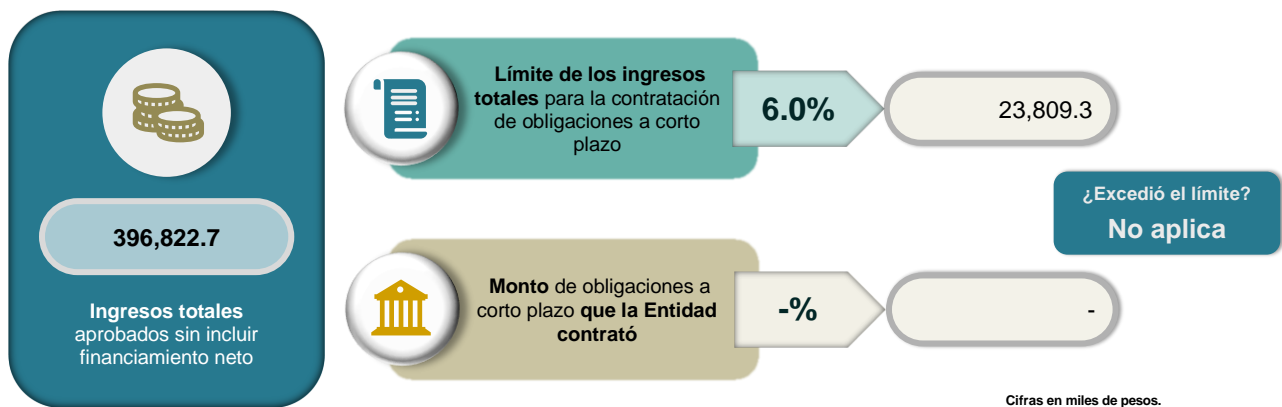 396,822.7
Ingresos totales
aprobados sin incluir
financiamiento neto
Límite de los ingresos
totales para la contratación
de obligaciones a corto
plazo
6.0%
23,809.3
¿Excedió el límite?
No aplica
Monto de obligaciones a
corto plazo que la Entidad
contrató
-%
-
Cifras en miles de pesos.